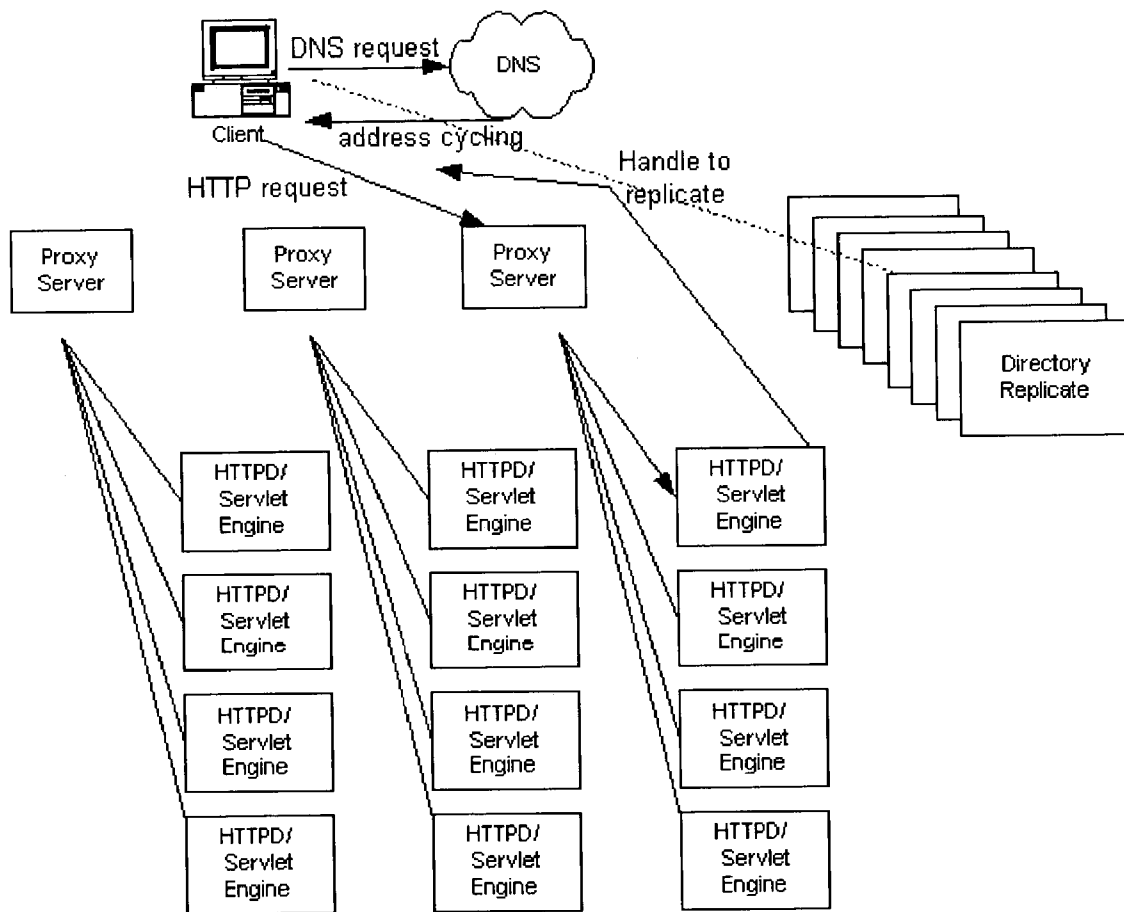 DNS request
DNS
Client
address cycling
HTTP request
Handle to
replicate
Proxy
Server
Proxy
Server
Proxy
Server
Directory
Replicate
HTTPD/
Servlet
Engine
HTTPD/
Servlet
Engine
HTTPD/
Servlet
Engine
HTTPD/
Servlet
Engine
HTTPD/
Servlet
Engine
HTTPD/
Servlet
Engine
HTTPD/
Servlet
Engine
HTTPD/
Servlet
Engine
HTTPD/
Servlet
Engine
HTTPD/
Servlet
Engine
HTTPD/
Servlet
Engine
HTTPD/
Servlet
Engine